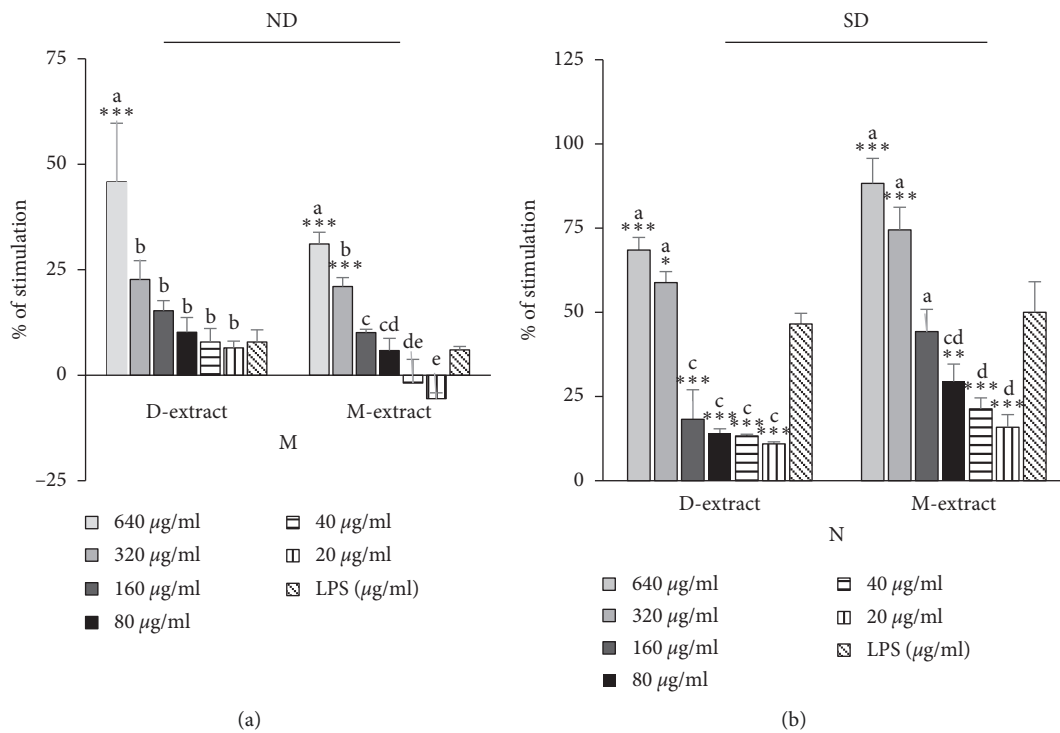 ND
75
50
25
0
−25
% of stimulation
a
***
b
b
b
b
b
a
***
b
***
c
cd
de
e
D-extract
M-extract
M
640 µg/ml
320 µg/ml
160 µg/ml
80 µg/ml
40 µg/ml
20 µg/ml
LPS (µg/ml)
(a)
SD
125
100
75
50
25
0
% of stimulation
a
***
a
*
c
***
c
***
c
***
c
***
a
***
a
***
a
cd
**
d
***
d
***
D-extract
M-extract
N
640 µg/ml
320 µg/ml
160 µg/ml
80 µg/ml
40 µg/ml
20 µg/ml
LPS (µg/ml)
(b)